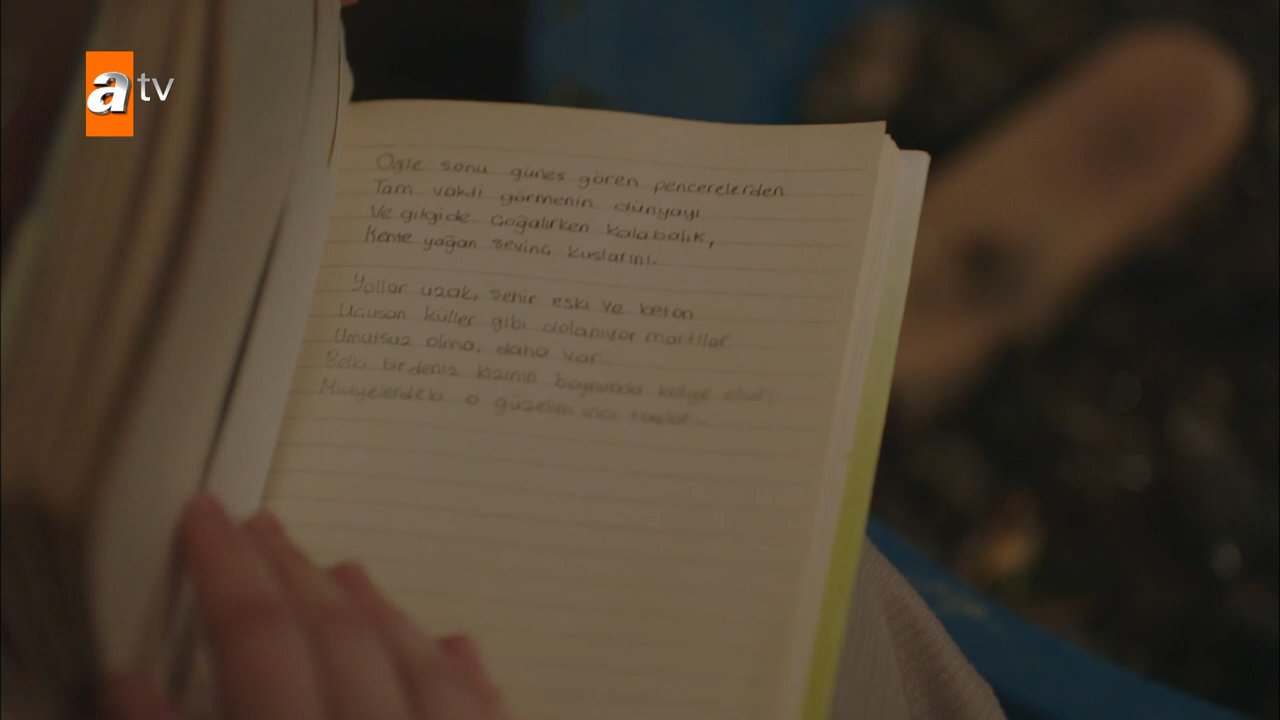 atv
Öğle sonu güneş gören pencerelerden
Tam vakti görmenin dünyayı
Ve gitgide çoğalırken kalabalık,
Kente yağan sevinç kuşlarını.
Yollar uzak, şehir eski ve beton
Uçuşan küller gibi dolanıyor martılar
Umutsuz olma, daha var
Belki bir deniz kızının boynunda kolye olur
Hikayelerdeki o güzelim inci taşlar...